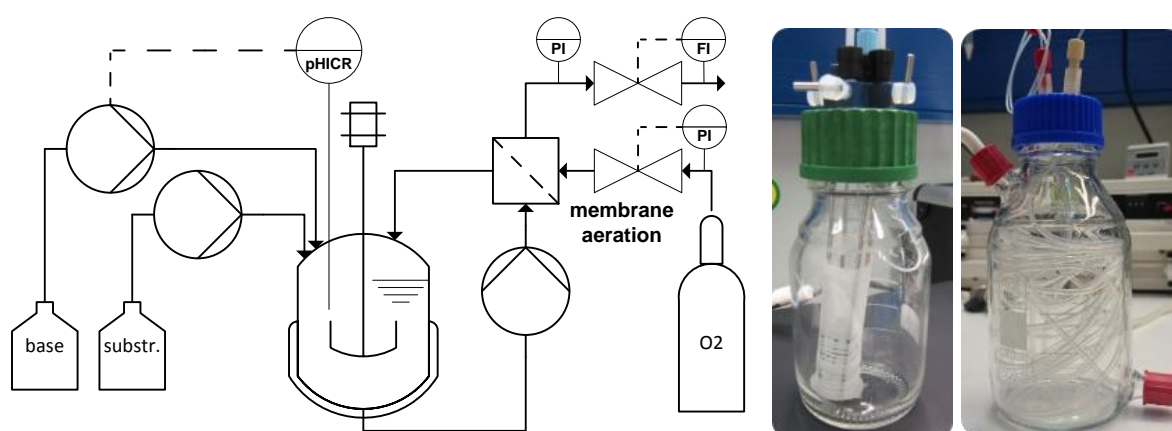 pHICR
PI
FI
PI
membrane
aeration
base
substr.
O2